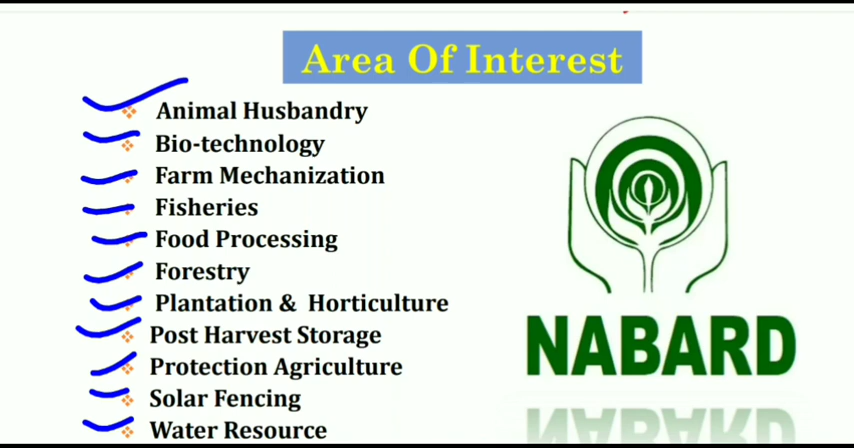 Area Of Interest
Animal Husbandry
Bio-technology
Farm Mechanization
Fisheries
Food Processing
Forestry
Plantation & Horticulture
Post Harvest Storage
Protection Agriculture
Solar Fencing
Water Resource
NABARD